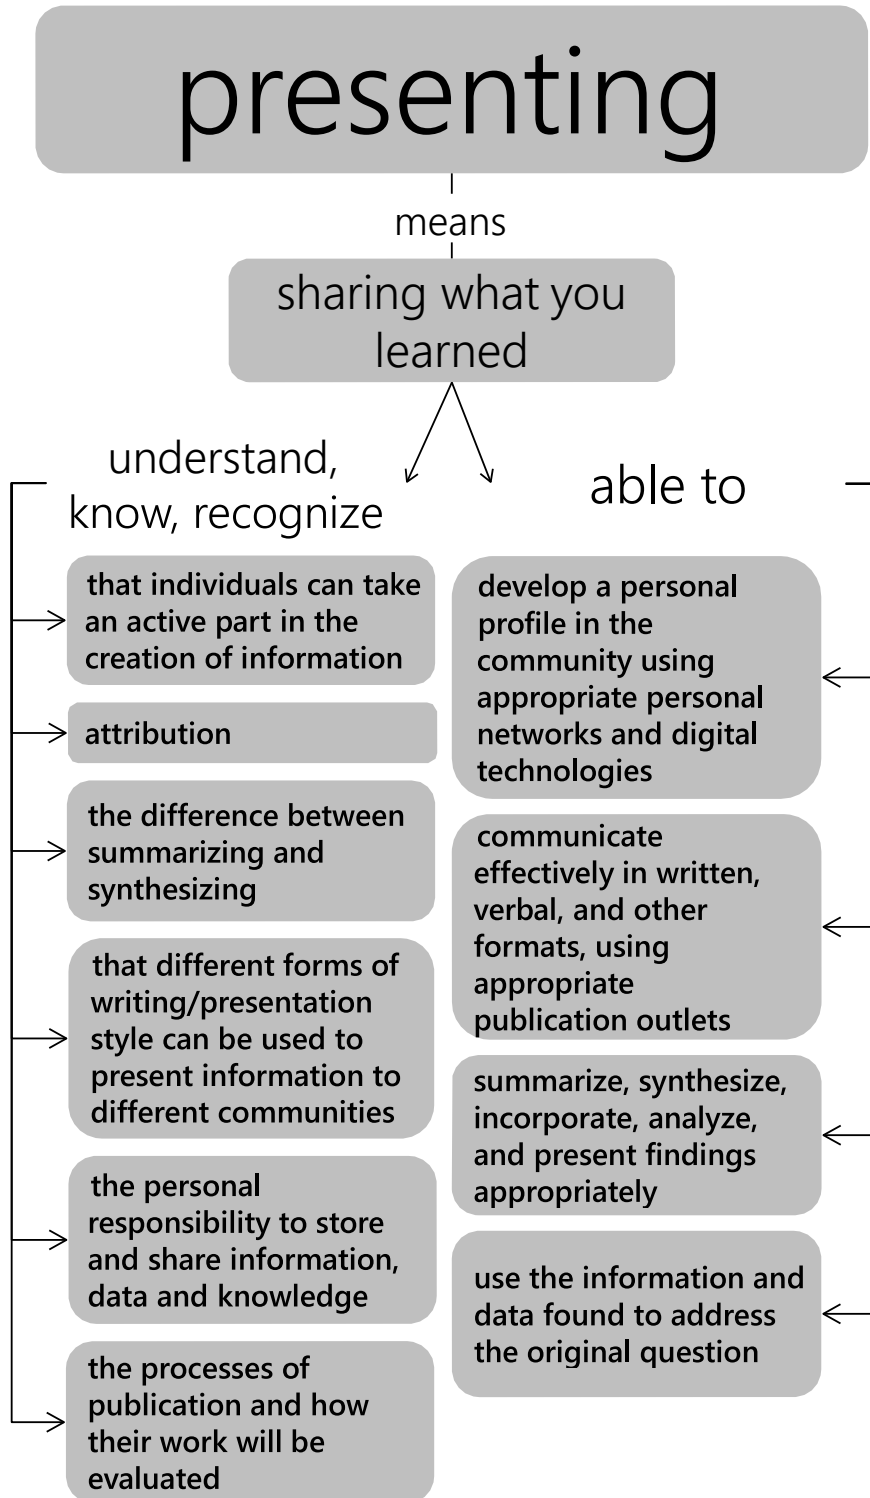 presenting
means
sharing what you
learned
understand,
know, recognize
that individuals can take
an active part in the
creation of information
attribution
the difference between
summarizing and
synthesizing
that different forms of
writing/presentation
style can be used to
present information to
different communities
the personal
responsibility to store
and share information,
data and knowledge
the processes of
publication and how
their work will be
evaluated
able to
develop a personal
profile in the
community using
appropriate personal
networks and digital
technologies
communicate
effectively in written,
verbal, and other
formats, using
appropriate
publication outlets
summarize, synthesize,
incorporate, analyze,
and present findings
appropriately
use the information and
data found to address
the original question